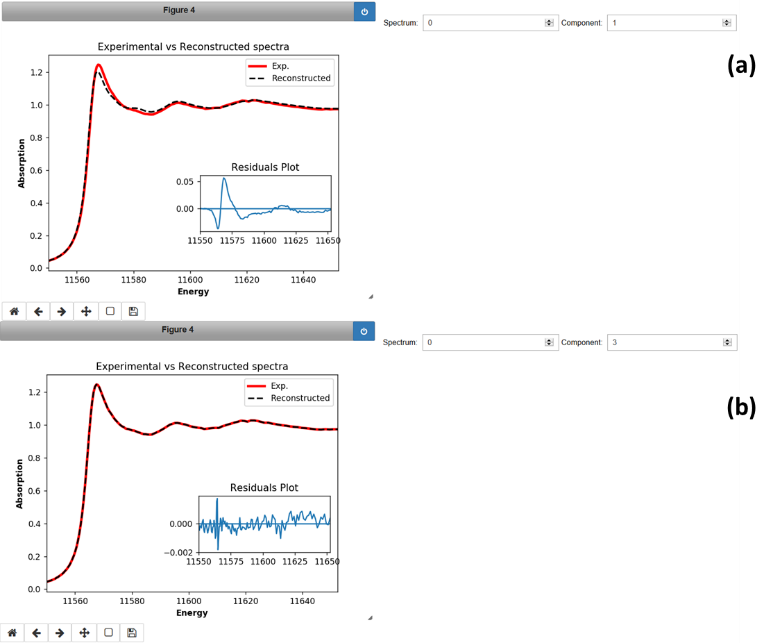 Figure 4
Spectrum: 0 Component: 1
(a)
Experimental vs Reconstructed spectra
Exp.
Reconstructed
1.2
1.0
0.8
0.6
0.4
0.2
0.0
Absorption
Residuals Plot
0.05
0.00
11550 11575 11600 11625 11650
11560 11580 11600 11620 11640
Energy
Figure 4
Spectrum: 0 Component: 3
(b)
Experimental vs Reconstructed spectra
Exp.
Reconstructed
1.2
1.0
0.8
0.6
0.4
0.2
0.0
Absorption
Residuals Plot
0.000
−0.002
11550 11575 11600 11625 11650
11560 11580 11600 11620 11640
Energy